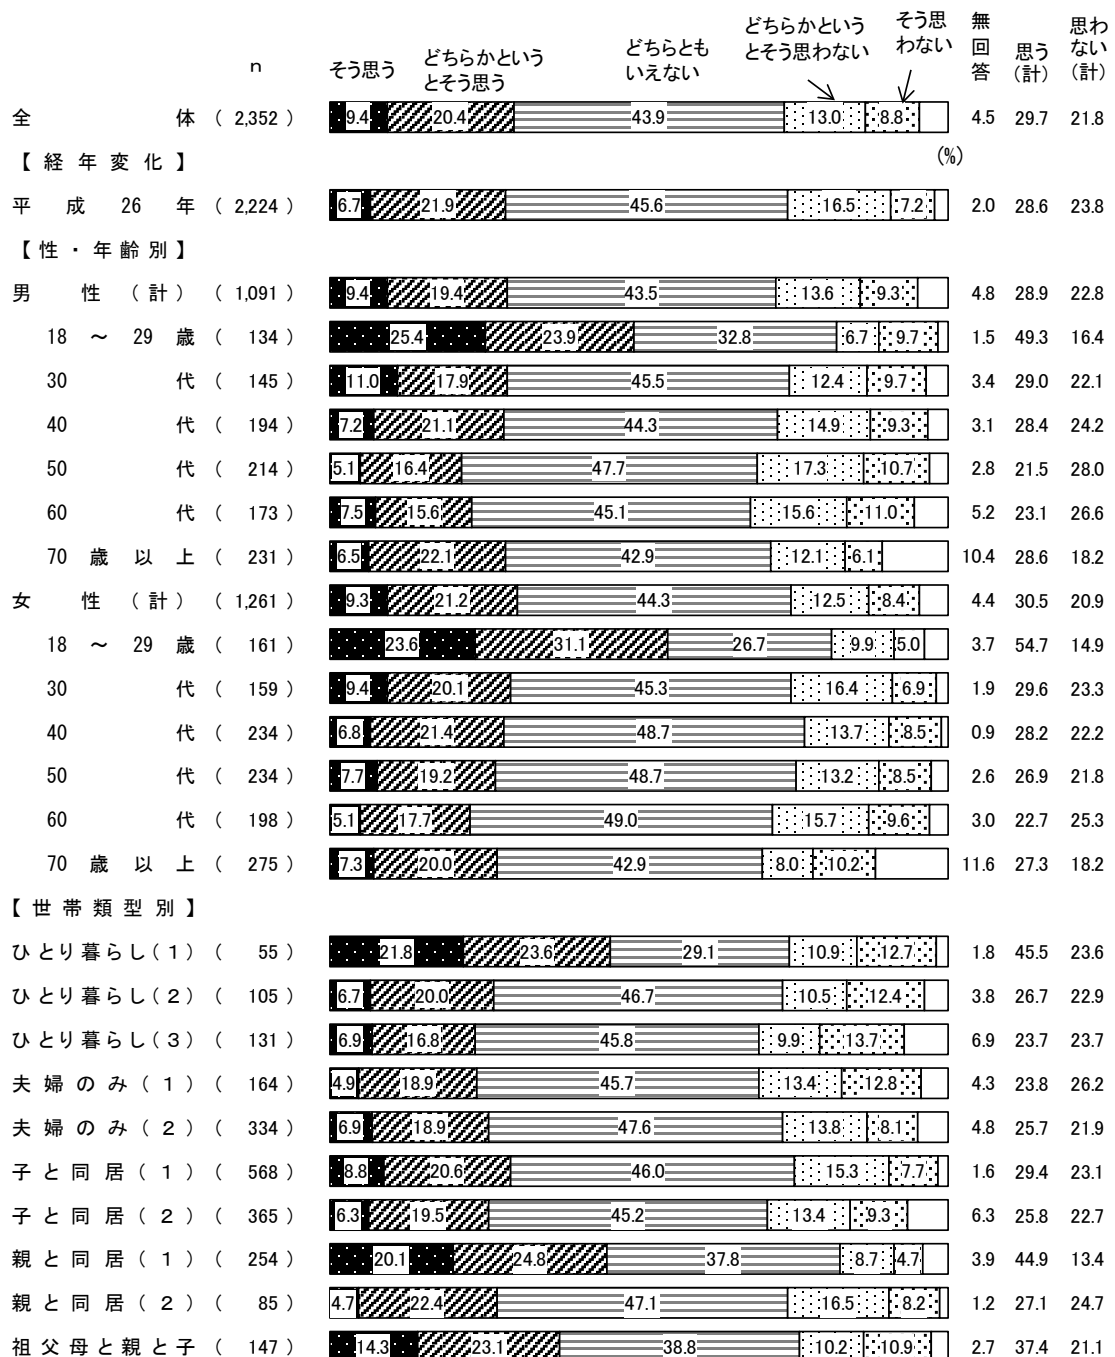 n そう思う どちらかというとそう思う どちらともいえない どちらかというとそう思わない そう思わない 無回答 思う(計) 思わない(計)
全体 ( 2,352 ) 9.4 20.4 43.9 13.0 8.8 4.5 29.7 21.8
【経年変化】 (%)
平成26年 ( 2,224 ) 6.7 21.9 45.6 16.5 7.2 2.0 28.6 23.8
【性・年齢別】
男性(計) ( 1,091 ) 9.4 19.4 43.5 13.6 9.3 4.8 28.9 22.8
18～29歳 ( 134 ) 25.4 23.9 32.8 6.7 9.7 1.5 49.3 16.4
30代 ( 145 ) 11.0 17.9 45.5 12.4 9.7 3.4 29.0 22.1
40代 ( 194 ) 7.2 21.1 44.3 14.9 9.3 3.1 28.4 24.2
50代 ( 214 ) 5.1 16.4 47.7 17.3 10.7 2.8 21.5 28.0
60代 ( 173 ) 7.5 15.6 45.1 15.6 11.0 5.2 23.1 26.6
70歳以上 ( 231 ) 6.5 22.1 42.9 12.1 6.1 10.4 28.6 18.2
女性(計) ( 1,261 ) 9.3 21.2 44.3 12.5 8.4 4.4 30.5 20.9
18～29歳 ( 161 ) 23.6 31.1 26.7 9.9 5.0 3.7 54.7 14.9
30代 ( 159 ) 9.4 20.1 45.3 16.4 6.9 1.9 29.6 23.3
40代 ( 234 ) 6.8 21.4 48.7 13.7 8.5 0.9 28.2 22.2
50代 ( 234 ) 7.7 19.2 48.7 13.2 8.5 2.6 26.9 21.8
60代 ( 198 ) 5.1 17.7 49.0 15.7 9.6 3.0 22.7 25.3
70歳以上 ( 275 ) 7.3 20.0 42.9 8.0 10.2 11.6 27.3 18.2
【世帯類型別】
ひとり暮らし(1) ( 55 ) 21.8 23.6 29.1 10.9 12.7 1.8 45.5 23.6
ひとり暮らし(2) ( 105 ) 6.7 20.0 46.7 10.5 12.4 3.8 26.7 22.9
ひとり暮らし(3) ( 131 ) 6.9 16.8 45.8 9.9 13.7 6.9 23.7 23.7
夫婦のみ(1) ( 164 ) 4.9 18.9 45.7 13.4 12.8 4.3 23.8 26.2
夫婦のみ(2) ( 334 ) 6.9 18.9 47.6 13.8 8.1 4.8 25.7 21.9
子と同居(1) ( 568 ) 8.8 20.6 46.0 15.3 7.7 1.6 29.4 23.1
子と同居(2) ( 365 ) 6.3 19.5 45.2 13.4 9.3 6.3 25.8 22.7
親と同居(1) ( 254 ) 20.1 24.8 37.8 8.7 4.7 3.9 44.9 13.4
親と同居(2) ( 85 ) 4.7 22.4 47.1 16.5 8.2 1.2 27.1 24.7
祖父母と親と子 ( 147 ) 14.3 23.1 38.8 10.2 10.9 2.7 37.4 21.1